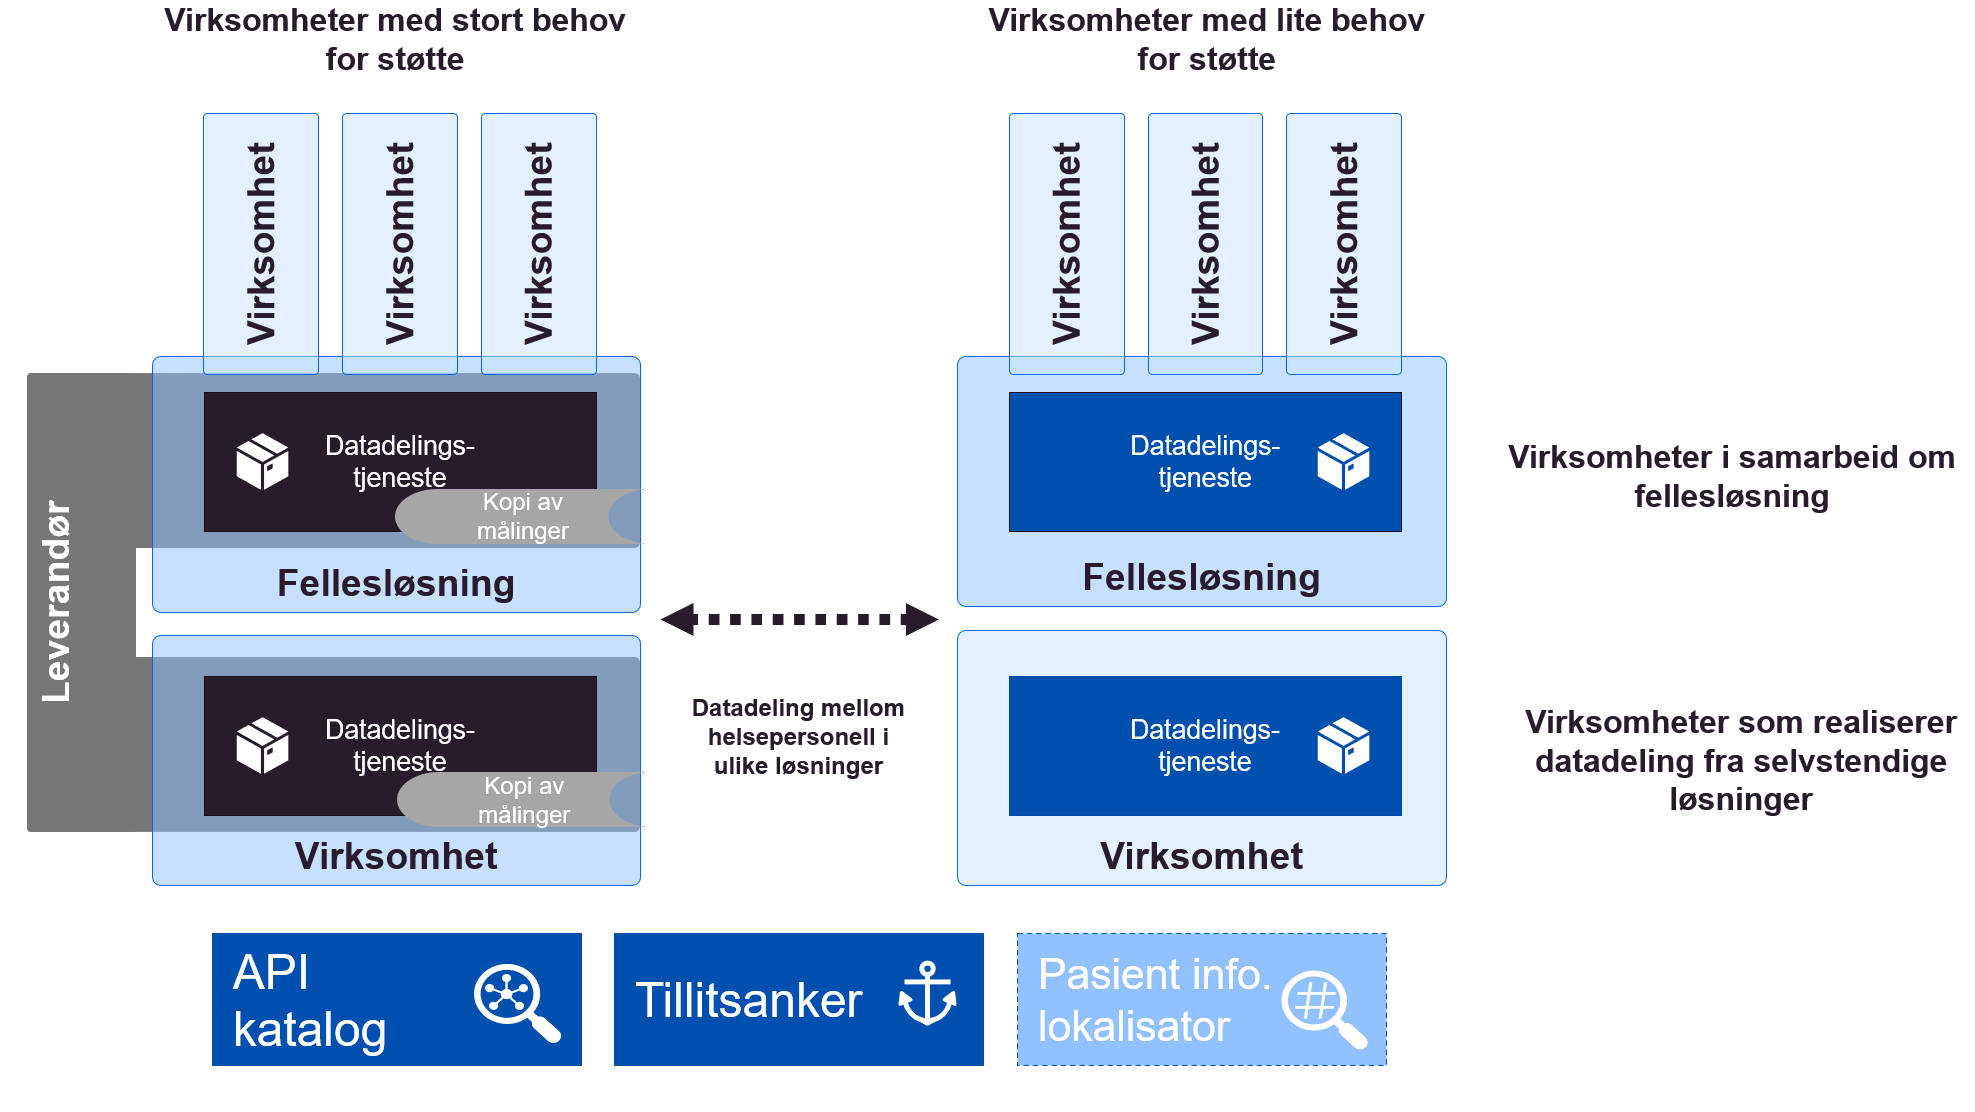 Virksomheter med stort behov
for støtte
Virksomheter med lite behov
for støtte
Virksomhet
Virksomhet
Virksomhet
Virksomhet
Virksomhet
Virksomhet
Leverandør
Datadelings-
tjeneste
Kopi av
målinger
Fellesløsning
Datadelings-
tjeneste
Fellesløsning
Virksomheter i samarbeid om
fellesløsning
Datadelings-
tjeneste
Kopi av
målinger
Virksomhet
Datadeling mellom
helsepersonell i
ulike løsninger
Datadelings-
tjeneste
Virksomhet
Virksomheter som realiserer
datadeling fra selvstendige
løsninger
API
katalog
Tillitsanker
Pasient info.
lokalisator